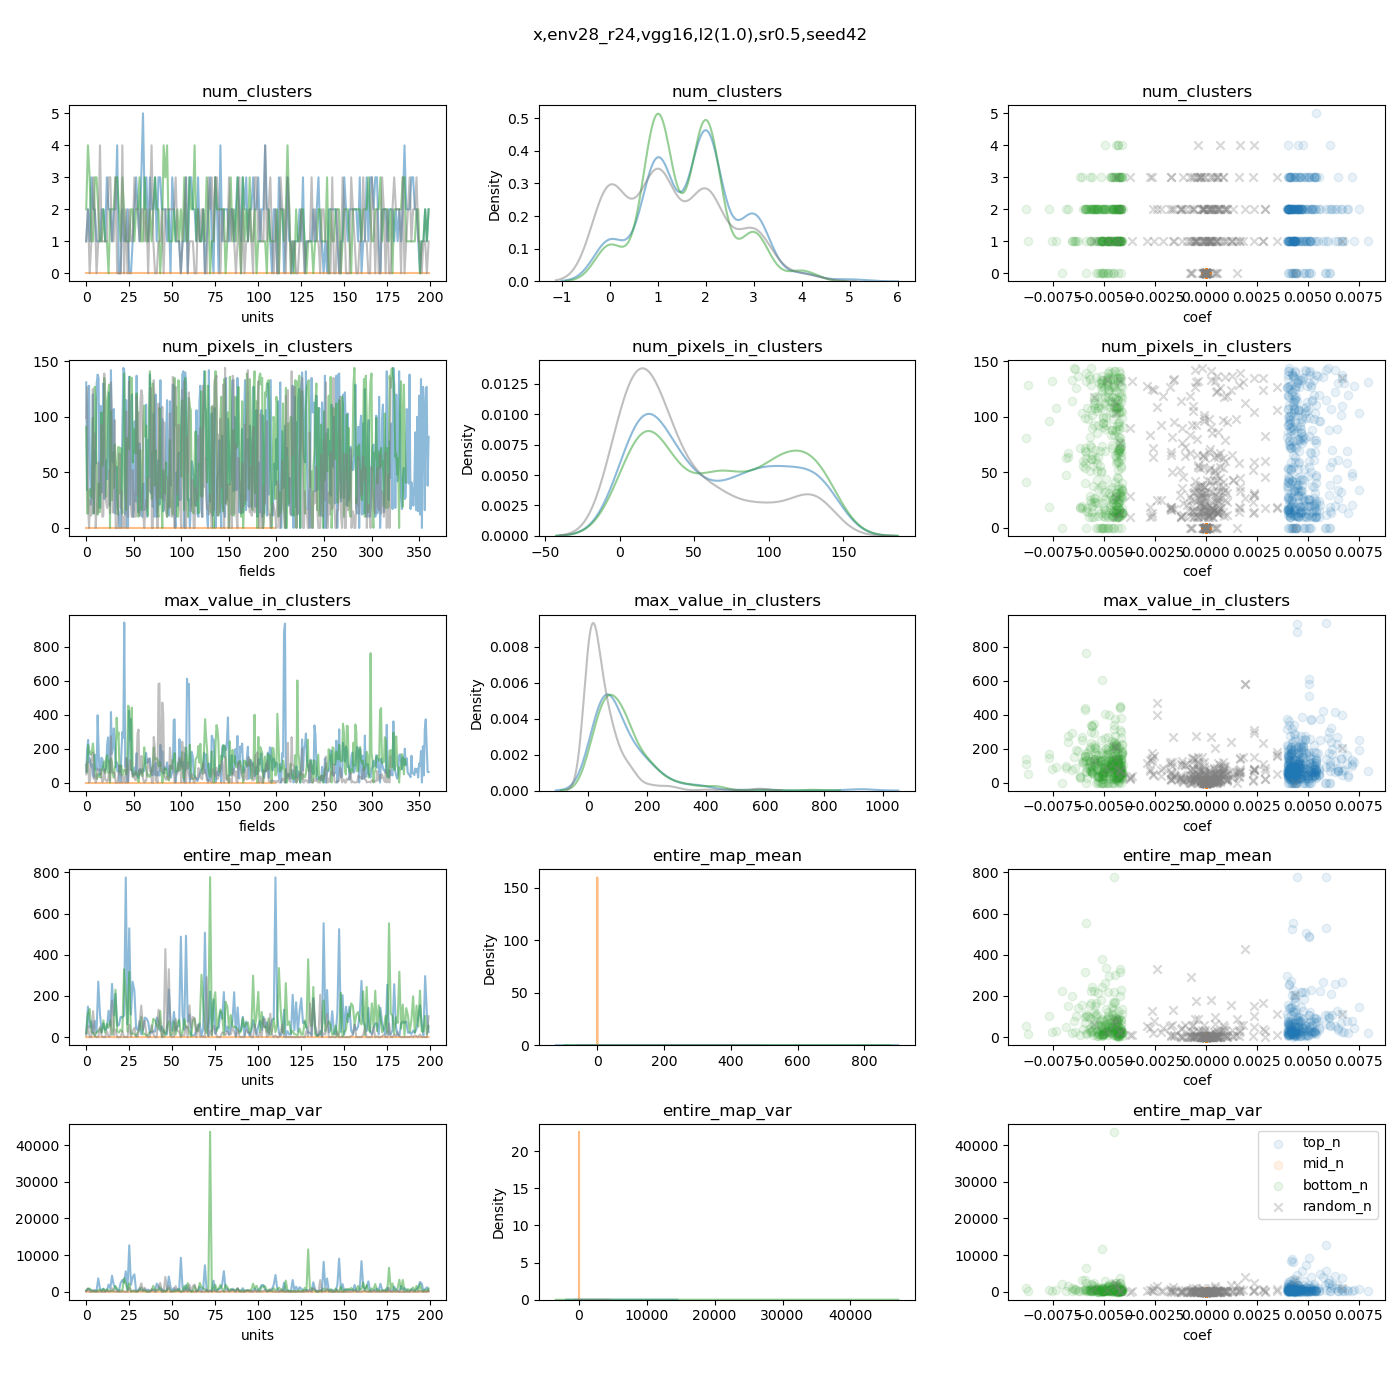 x,env28_r24,vgg16,l2(1.0),sr0.5,seed42
num_clusters
num_clusters
num_clusters
5
4
3
2
1
0
0 25 50 75 100 125 150 175 200
units
Density
0.5
0.4
0.3
0.2
0.1
0.0
−1 0 1 2 3 4 5 6
5
4
3
2
1
0
−0.0075 −0.0050 −0.0025 0.0000 0.0025 0.0050 0.0075
coef
num_pixels_in_clusters
num_pixels_in_clusters
num_pixels_in_clusters
150
100
50
0
0 50 100 150 200 250 300 350
fields
Density
0.0125
0.0100
0.0075
0.0050
0.0025
0.0000
−50 0 50 100 150
150
100
50
0
−0.0075 −0.0050 −0.0025 0.0000 0.0025 0.0050 0.0075
coef
max_value_in_clusters
max_value_in_clusters
max_value_in_clusters
800
600
400
200
0
0 50 100 150 200 250 300 350
fields
Density
0.008
0.006
0.004
0.002
0.000
0 200 400 600 800 1000
800
600
400
200
0
−0.0075 −0.0050 −0.0025 0.0000 0.0025 0.0050 0.0075
coef
entire_map_mean
entire_map_mean
entire_map_mean
800
600
400
200
0
0 25 50 75 100 125 150 175 200
units
Density
150
100
50
0
0 200 400 600 800
800
600
400
200
0
−0.0075 −0.0050 −0.0025 0.0000 0.0025 0.0050 0.0075
coef
entire_map_var
entire_map_var
entire_map_var
40000
30000
20000
10000
0
0 25 50 75 100 125 150 175 200
units
Density
20
15
10
5
0
0 10000 20000 30000 40000
40000
30000
20000
10000
0
−0.0075 −0.0050 −0.0025 0.0000 0.0025 0.0050 0.0075
coef
top_n
mid_n
bottom_n
random_n